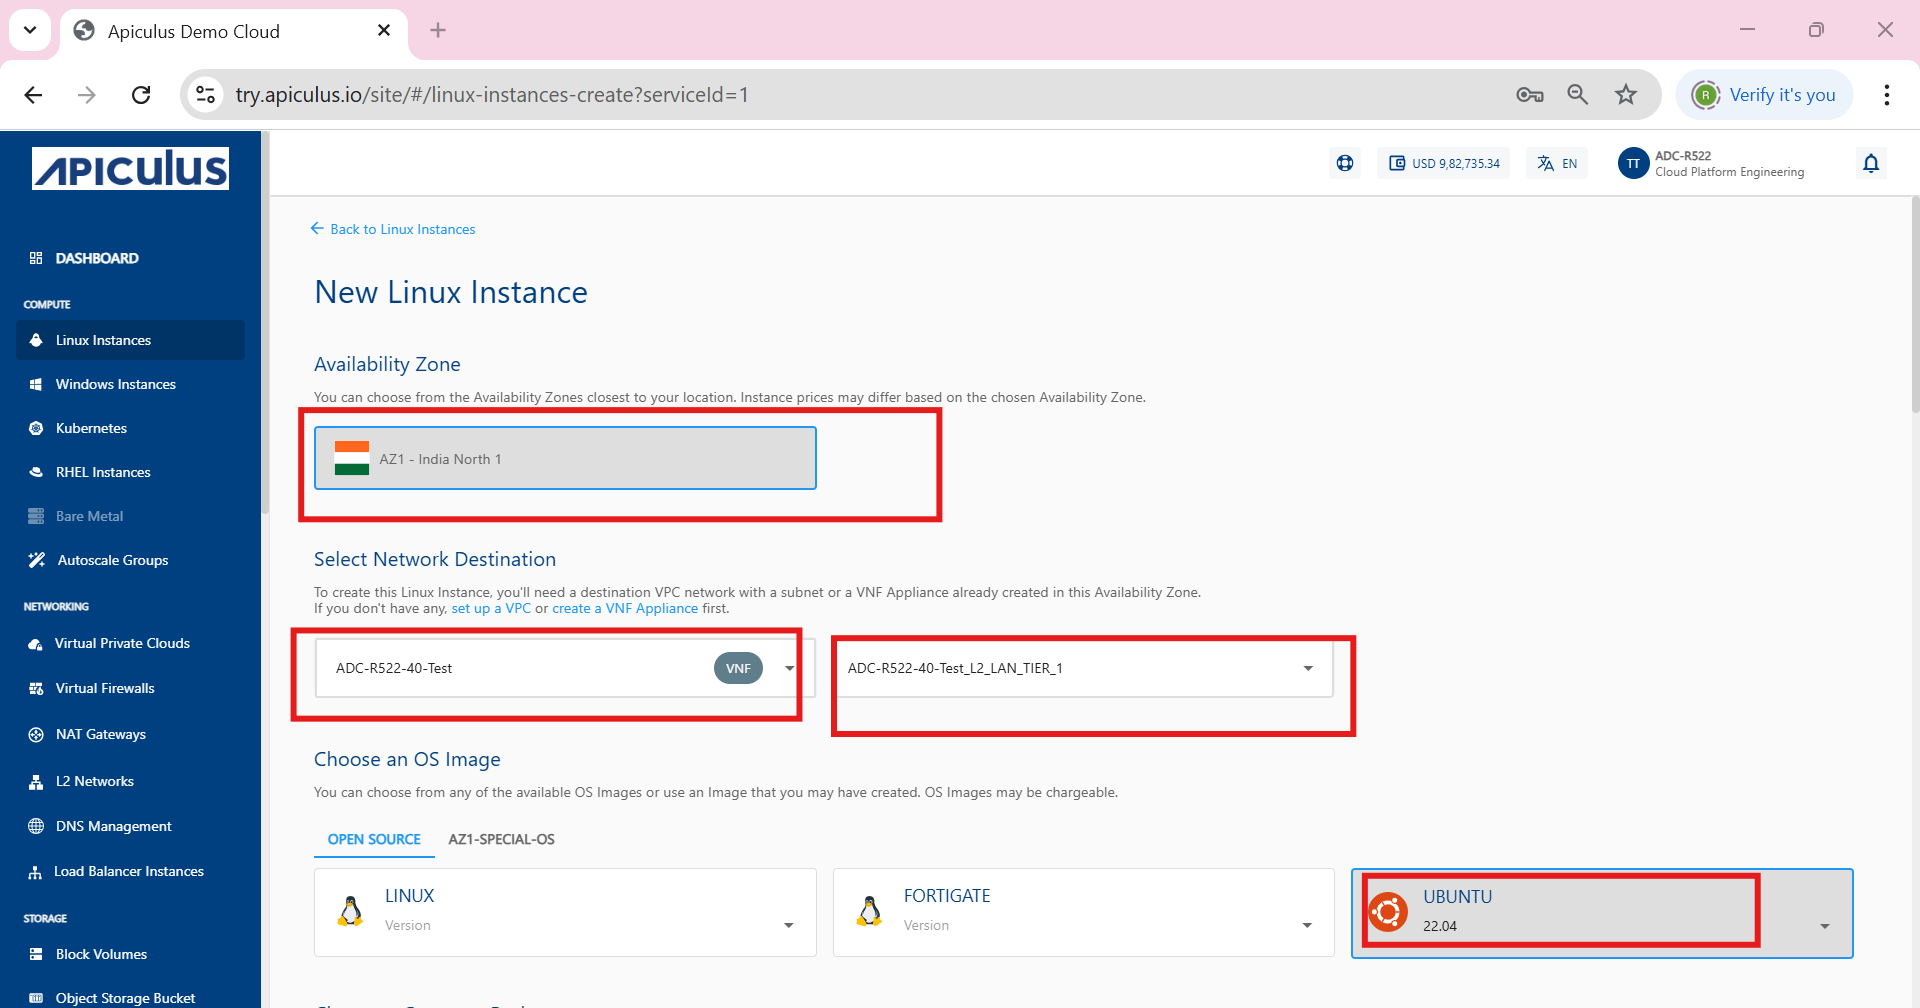 Apiculus Demo Cloud
try.apiculus.io/site/#/linux-instances-create?serviceId=1
R
Verify it's you
APICULUS
USD 9,82,735.34
EN
TT
ADC-R522
Cloud Platform Engineering
DASHBOARD
COMPUTE
Linux Instances
Windows Instances
Kubernetes
RHEL Instances
Bare Metal
Autoscale Groups
NETWORKING
Virtual Private Clouds
Virtual Firewalls
NAT Gateways
L2 Networks
DNS Management
Load Balancer Instances
STORAGE
Block Volumes
Object Storage Bucket
Back to Linux Instances
New Linux Instance
Availability Zone
You can choose from the Availability Zones closest to your location. Instance prices may differ based on the chosen Availability Zone.
AZ1 - India North 1
Select Network Destination
To create this Linux Instance, you'll need a destination VPC network with a subnet or a VNF Appliance already created in this Availability Zone.
If you don't have any, set up a VPC or create a VNF Appliance first.
ADC-R522-40-Test
VNF
ADC-R522-40-Test_L2_LAN_TIER_1
Choose an OS Image
You can choose from any of the available OS Images or use an Image that you may have created. OS Images may be chargeable.
OPEN SOURCE
AZ1-SPECIAL-OS
LINUX
Version
FORTIGATE
Version
UBUNTU
22.04